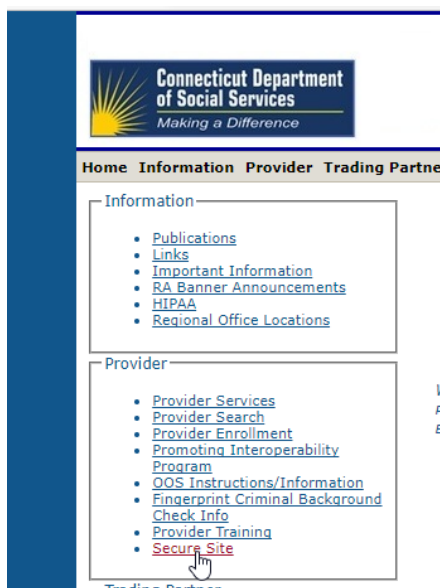 Connecticut Department
of Social Services
Making a Difference
Home Information Provider Trading Partne
Information
Publications
Links
Important Information
RA Banner Announcements
HIPAA
Regional Office Locations
Provider
Provider Services
Provider Search
Provider Enrollment
Promoting Interoperability
Program
OOS Instructions/Information
Fingerprint Criminal Background
Check Info
Provider Training
Secure Site
Trading Partner